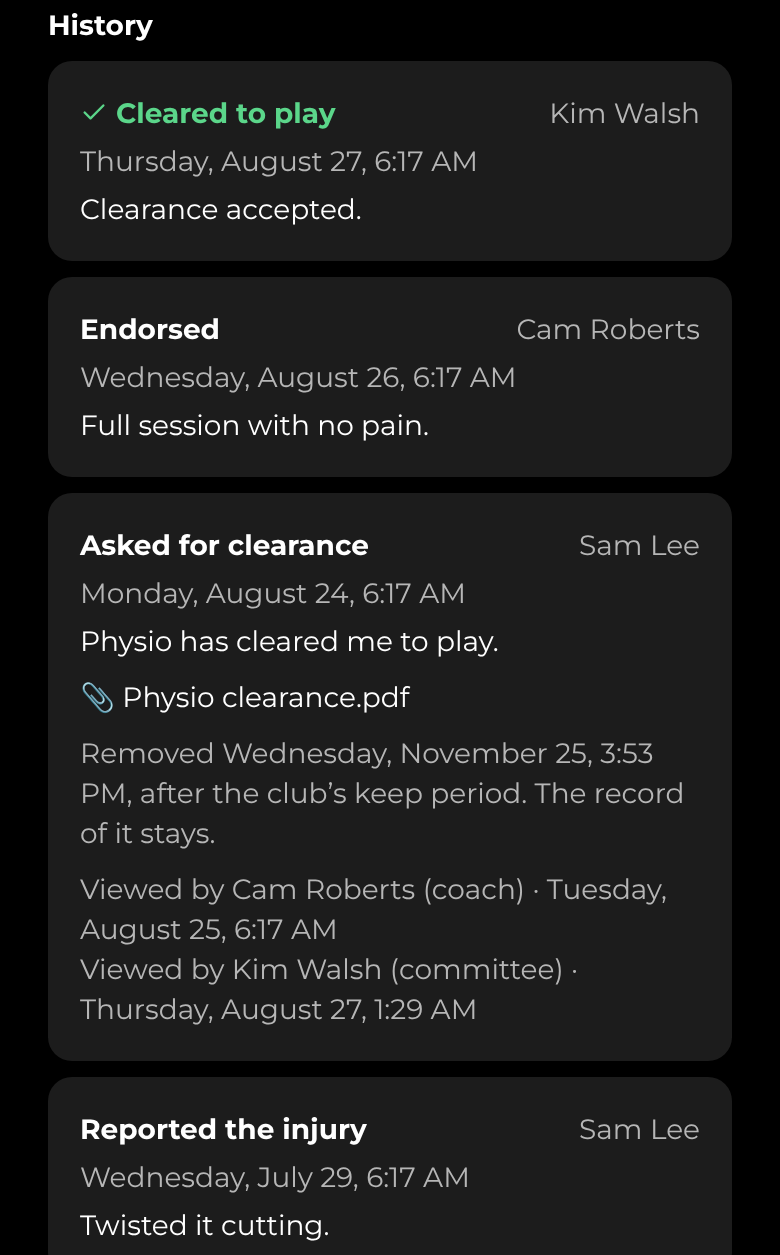 History
✓ Cleared to play Kim Walsh
Thursday, August 27, 6:17 AM
Clearance accepted.
Endorsed Cam Roberts
Wednesday, August 26, 6:17 AM
Full session with no pain.
Asked for clearance Sam Lee
Monday, August 24, 6:17 AM
Physio has cleared me to play.
📎 Physio clearance.pdf
Removed Wednesday, November 25, 3:53
PM, after the club’s keep period. The record
of it stays.
Viewed by Cam Roberts (coach) · Tuesday,
August 25, 6:17 AM
Viewed by Kim Walsh (committee) ·
Thursday, August 27, 1:29 AM
Reported the injury Sam Lee
Wednesday, July 29, 6:17 AM
Twisted it cutting.